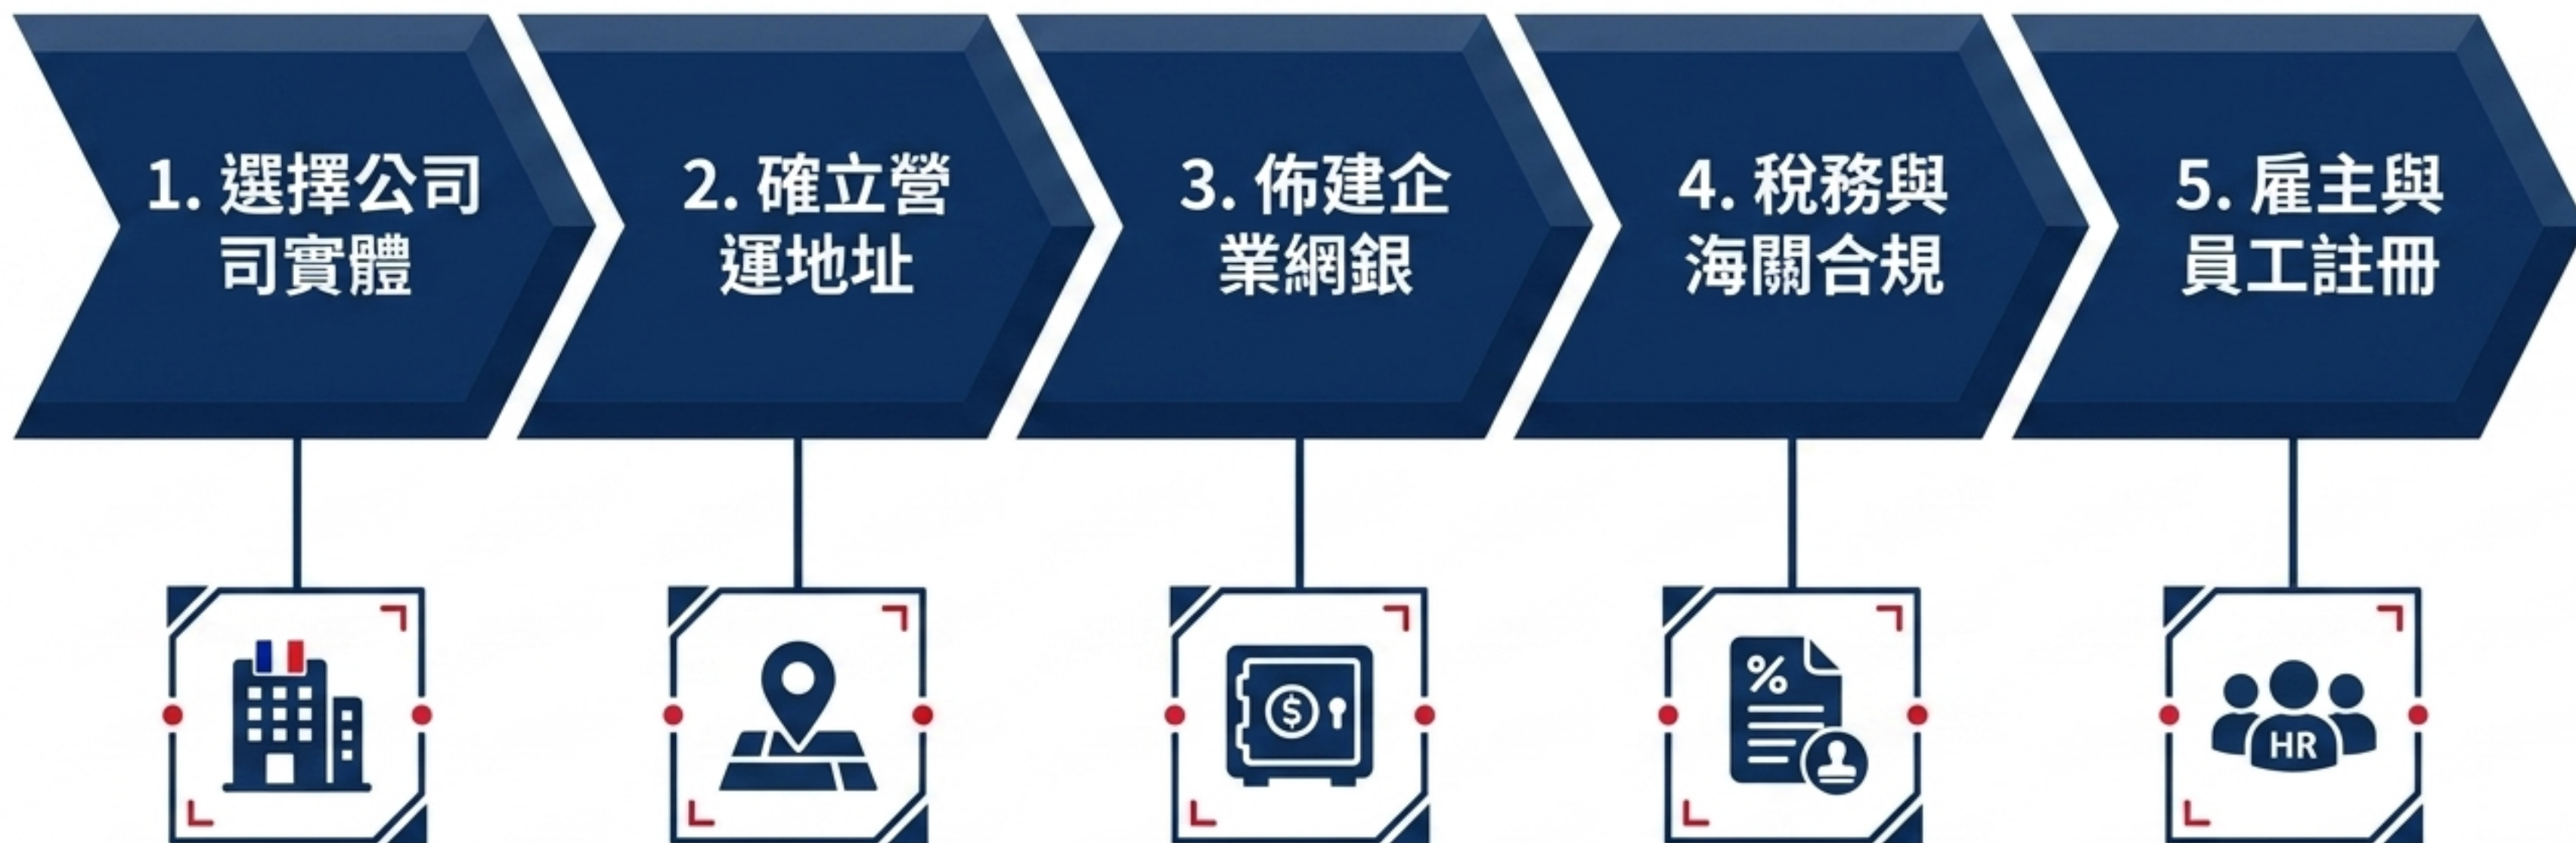 1. 選擇公司
司實體
2. 確立營
運地址
3. 佈建企
業網銀
4. 稅務與
海關合規
5. 雇主與
員工註冊
$
%
HR